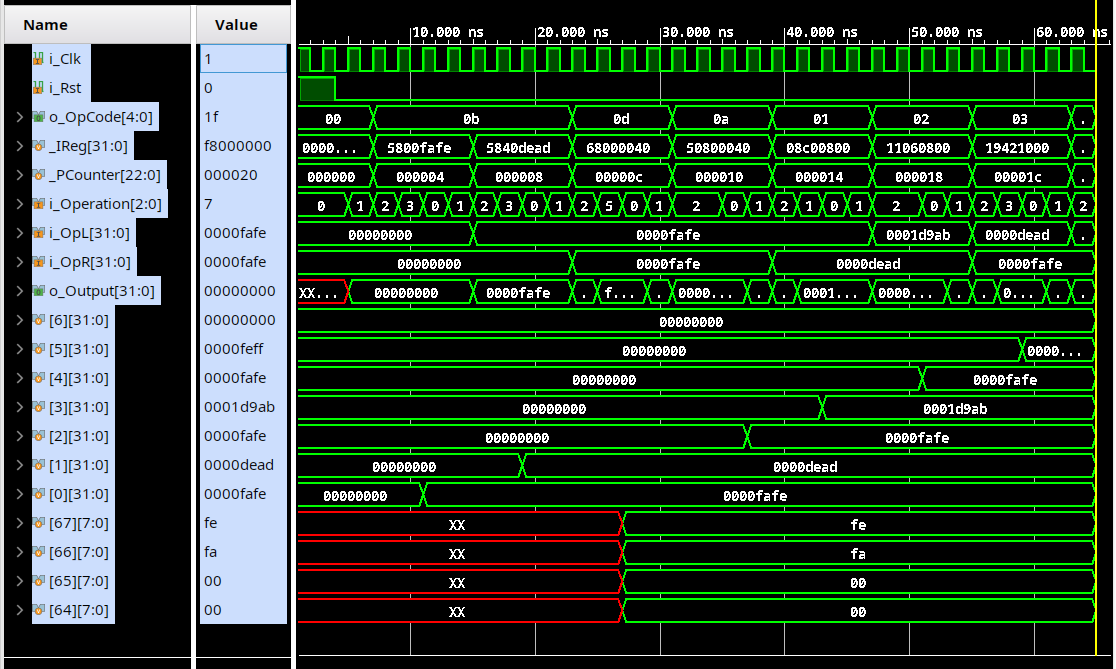 Name Value
10.000 ns 20.000 ns 30.000 ns 40.000 ns 50.000 ns 60.000 ns
i_Clk 1
i_Rst 0
o_OpCode[4:0] 1f 00 0b 0d 0a 01 02 03 .
_IReg[31:0] f8000000 0000... 5800fafe 5840dead 68000040 50800040 08c00800 11060800 19421000 .
_PCounter[22:0] 000020 000000 000004 000008 00000c 000010 000014 000018 00001c .
i_Operation[2:0] 7 0 1 2 3 0 1 2 3 0 1 2 5 0 1 2 0 1 2 1 0 1 2 0 1 2 3 0 1 2
i_OpL[31:0] 0000fafe 00000000 0000fafe 0001d9ab 0000dead .
i_OpR[31:0] 0000fafe 00000000 0000fafe 0000dead 0000fafe
o_Output[31:0] 00000000 XX... 00000000 0000fafe . f... . 0000... . . 0001... 0000... . . 0... . .
[6][31:0] 00000000 00000000
[5][31:0] 0000feff 00000000 0000...
[4][31:0] 0000fafe 00000000 0000fafe
[3][31:0] 0001d9ab 00000000 0001d9ab
[2][31:0] 0000fafe 00000000 0000fafe
[1][31:0] 0000dead 00000000 0000dead
[0][31:0] 0000fafe 00000000 0000fafe
[67][7:0] fe XX fe
[66][7:0] fa XX fa
[65][7:0] 00 XX 00
[64][7:0] 00 XX 00